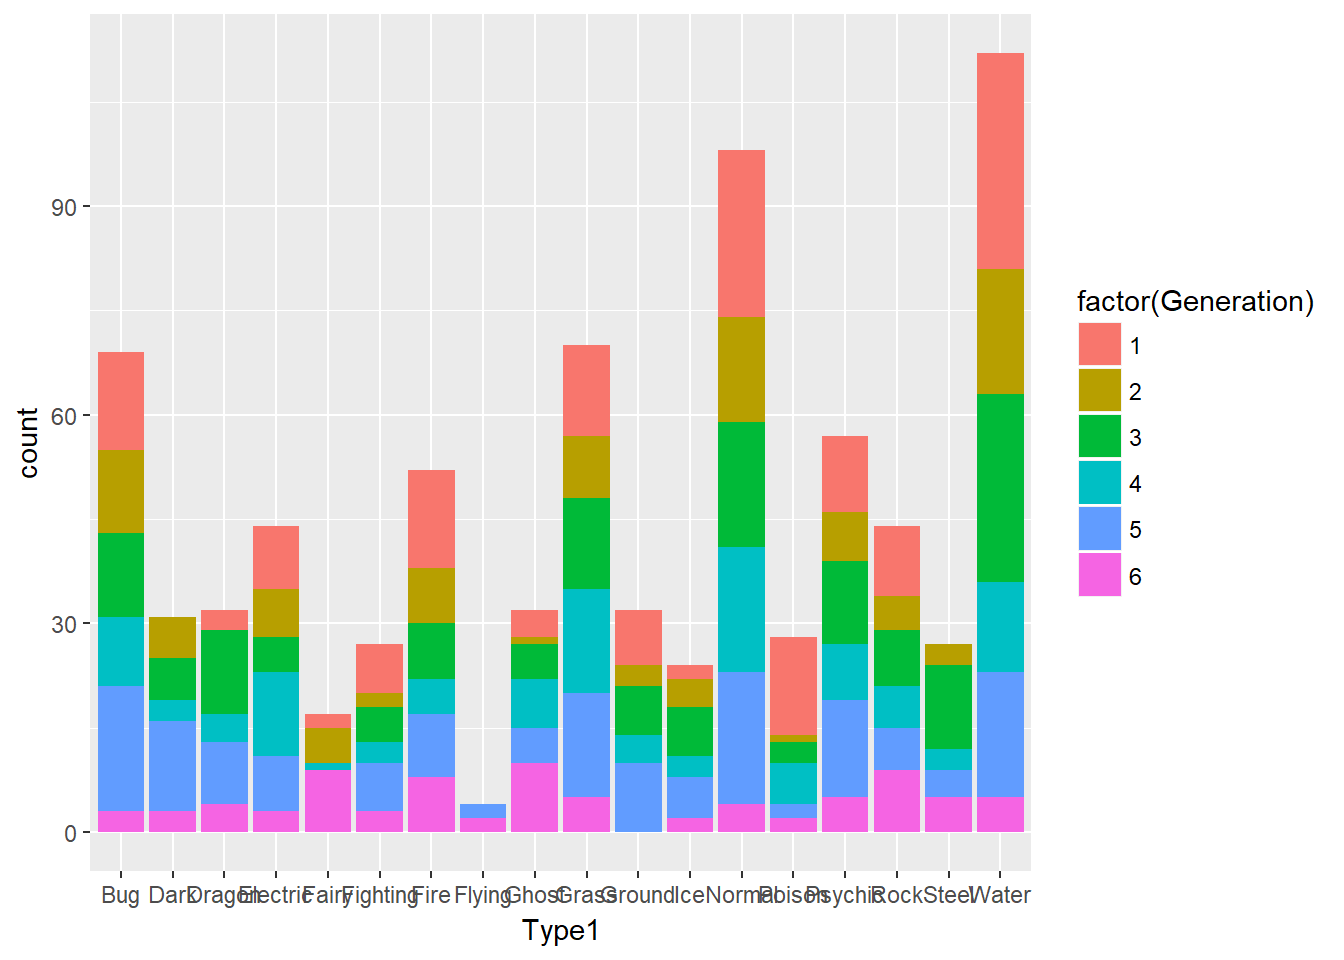 90
60
30
0
count
Bug Dark Dragon Electric Fairy Fighting Fire Flying Ghost Grass Ground Ice Normal Poison Psychic Rock Steel Water
Type1
factor(Generation)
1
2
3
4
5
6